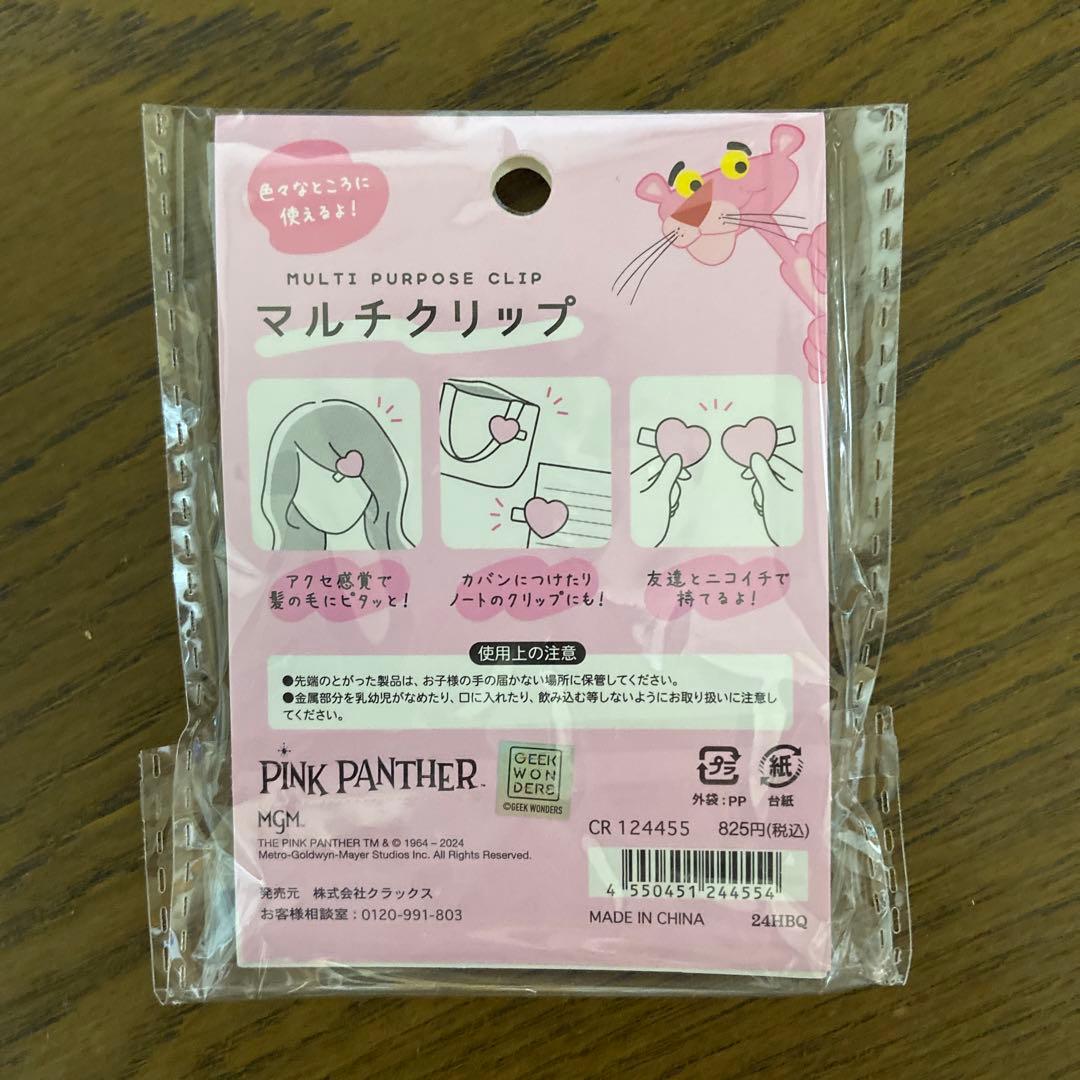 色々なところに
使えるよ!
MULTI PURPOSE CLIP
マルチクリップ
アクセ感覚で
髪の毛にピタッと!
カバンにつけたり
ノートのクリップにも!
友達とニコイチで
持てるよ!
使用上の注意
●先端のとがった製品は、お子様の手の届かない場所に保管してください。
●金属部分を乳幼児がなめたり、口に入れたり、飲み込む等しないようにお取り扱いに注意し
てください。
PINK PANTHER™
MGM™
THE PINK PANTHER TM & © 1964 – 2024
Metro-Goldwyn-Mayer Studios Inc. All Rights Reserved.
GEEK
WON
DERS
©GEEK WONDERS
プラ
外袋:PP
紙
台紙
CR 124455 825円(税込)
4 550451 244554
MADE IN CHINA 24HBQ
発売元 株式会社クラックス
お客様相談室:0120-991-803